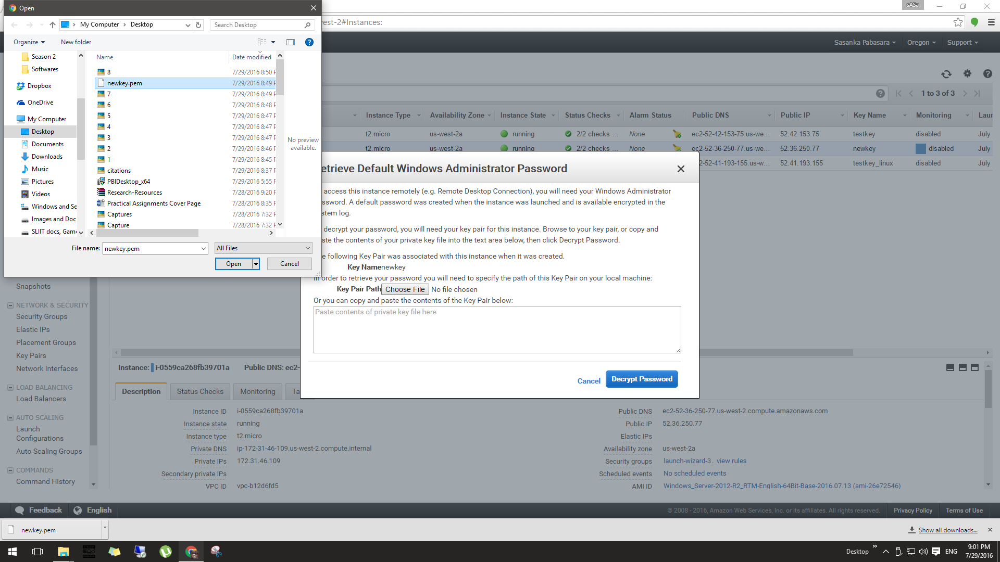 Open
sASa
My Computer
Desktop
Search Desktop
est-2#Instances:
Organize
New folder
Sasanka Pabasara
Oregon
Support
Season 2
Softwares
Dropbox
OneDrive
My Computer
Desktop
Documents
Downloads
Music
Pictures
Videos
Windows and Se
Images and Doc
SLIIT docs, Gam
Name
Date modified
8
7/29/2016 8:50 P
newkey.pem
7/29/2016 8:49 P
7
7/29/2016 8:49 P
6
7/29/2016 8:48 P
5
7/29/2016 8:47 P
4
7/29/2016 8:47 P
3
7/29/2016 8:47 P
2
7/29/2016 8:46 P
1
7/29/2016 8:45 P
citations
7/29/2016 8:37 P
PBIDesktop_x64
7/29/2016 5:55 P
Research-Resources
7/28/2016 9:20 P
Practical Assignments Cover Page
7/28/2016 8:35 P
Captures
7/28/2016 7:32 P
Capture
7/28/2016 7:32 P
No preview
available.
File name:
newkey.pem
All Files
Open
Cancel
1 to 3 of 3
Instance Type
Availability Zone
Instance State
Status Checks
Alarm Status
Public DNS
Public IP
Key Name
Monitoring
Laun
t2.micro
us-west-2a
running
2/2 checks ...
None
ec2-52-42-153-75.us-we...
52.42.153.75
testkey
disabled
July
t2.micro
us-west-2a
running
2/2 checks ...
None
ec2-52-36-250-77.us-we...
52.36.250.77
newkey
disabled
July
2-52-41-193-155.us-w...
52.41.193.155
testkey_linux
disabled
July
etrieve Default Windows Administrator Password
access this instance remotely (e.g. Remote Desktop Connection), you will need your Windows Administrator
ssword. A default password was created when the instance was launched and is available encrypted in the
stem log.
decrypt your password, you will need your key pair for this instance. Browse to your key pair, or copy and
ste the contents of your private key file into the text area below, then click Decrypt Password.
e following Key Pair was associated with this instance when it was created.
Key Name newkey
In order to retrieve your password you will need to specify the path of this Key Pair on your local machine:
Key Pair Path Choose File No file chosen
Or you can copy and paste the contents of the Key Pair below:
Paste contents of private key file here
Cancel
Decrypt Password
Snapshots
NETWORK & SECURITY
Security Groups
Elastic IPs
Placement Groups
Key Pairs
Network Interfaces
LOAD BALANCING
Load Balancers
AUTO SCALING
Launch
Configurations
Auto Scaling Groups
COMMANDS
Command History
Instance: i-0559ca268fb39701a
Public DNS: ec2-
Description
Status Checks
Monitoring
Ta
Instance ID
i-0559ca268fb39701a
Instance state
running
Instance type
t2.micro
Private DNS
ip-172-31-46-109.us-west-2.compute.internal
Private IPs
172.31.46.109
Secondary private IPs
VPC ID
vpc-b12d6fd5
Public DNS
ec2-52-36-250-77.us-west-2.compute.amazonaws.com
Public IP
52.36.250.77
Elastic IPs
Availability zone
us-west-2a
Security groups
launch-wizard-3. view rules
Scheduled events
No scheduled events
AMI ID
Windows_Server-2012-R2_RTM-English-64Bit-Base-2016.07.13 (ami-26e72546)
Feedback
English
© 2008 - 2016, Amazon Web Services, Inc. or its affiliates. All rights reserved.
Privacy Policy
Terms of Use
newkey.pem
Show all downloads...
Desktop
ENG
9:01 PM
7/29/2016